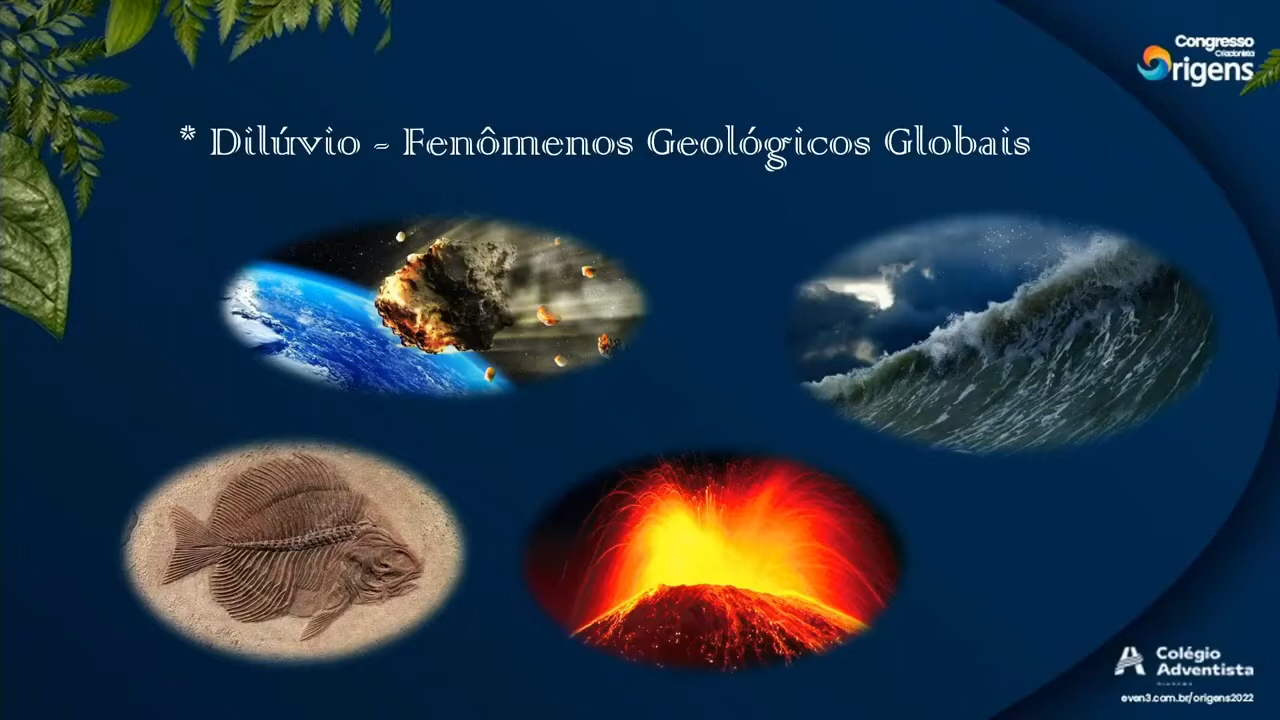 Congresso
Criacionista
Origens
* Dilúvio - Fenômenos Geológicos Globais
Colégio
Adventista
even3.com.br/origens2022